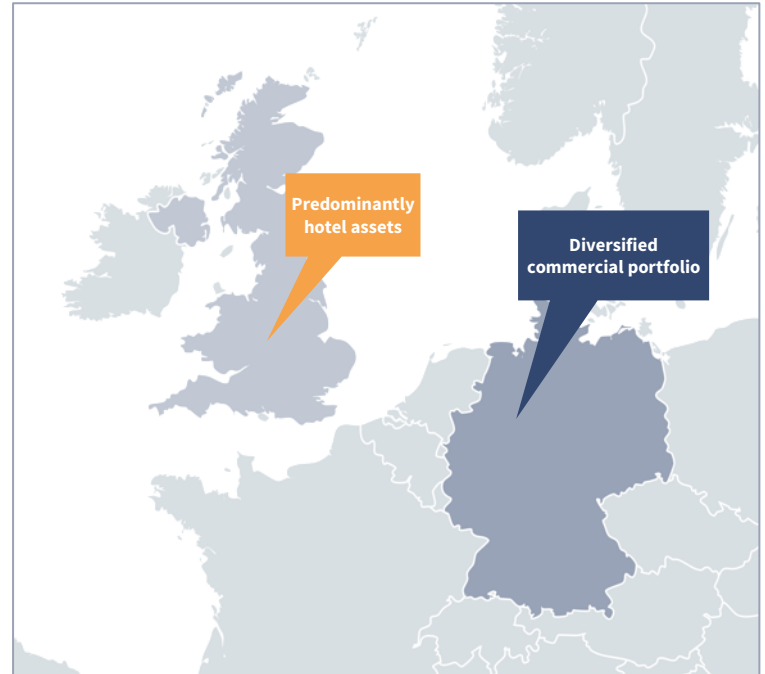 Predominantly
hotel assets
Diversified
commercial portfolio